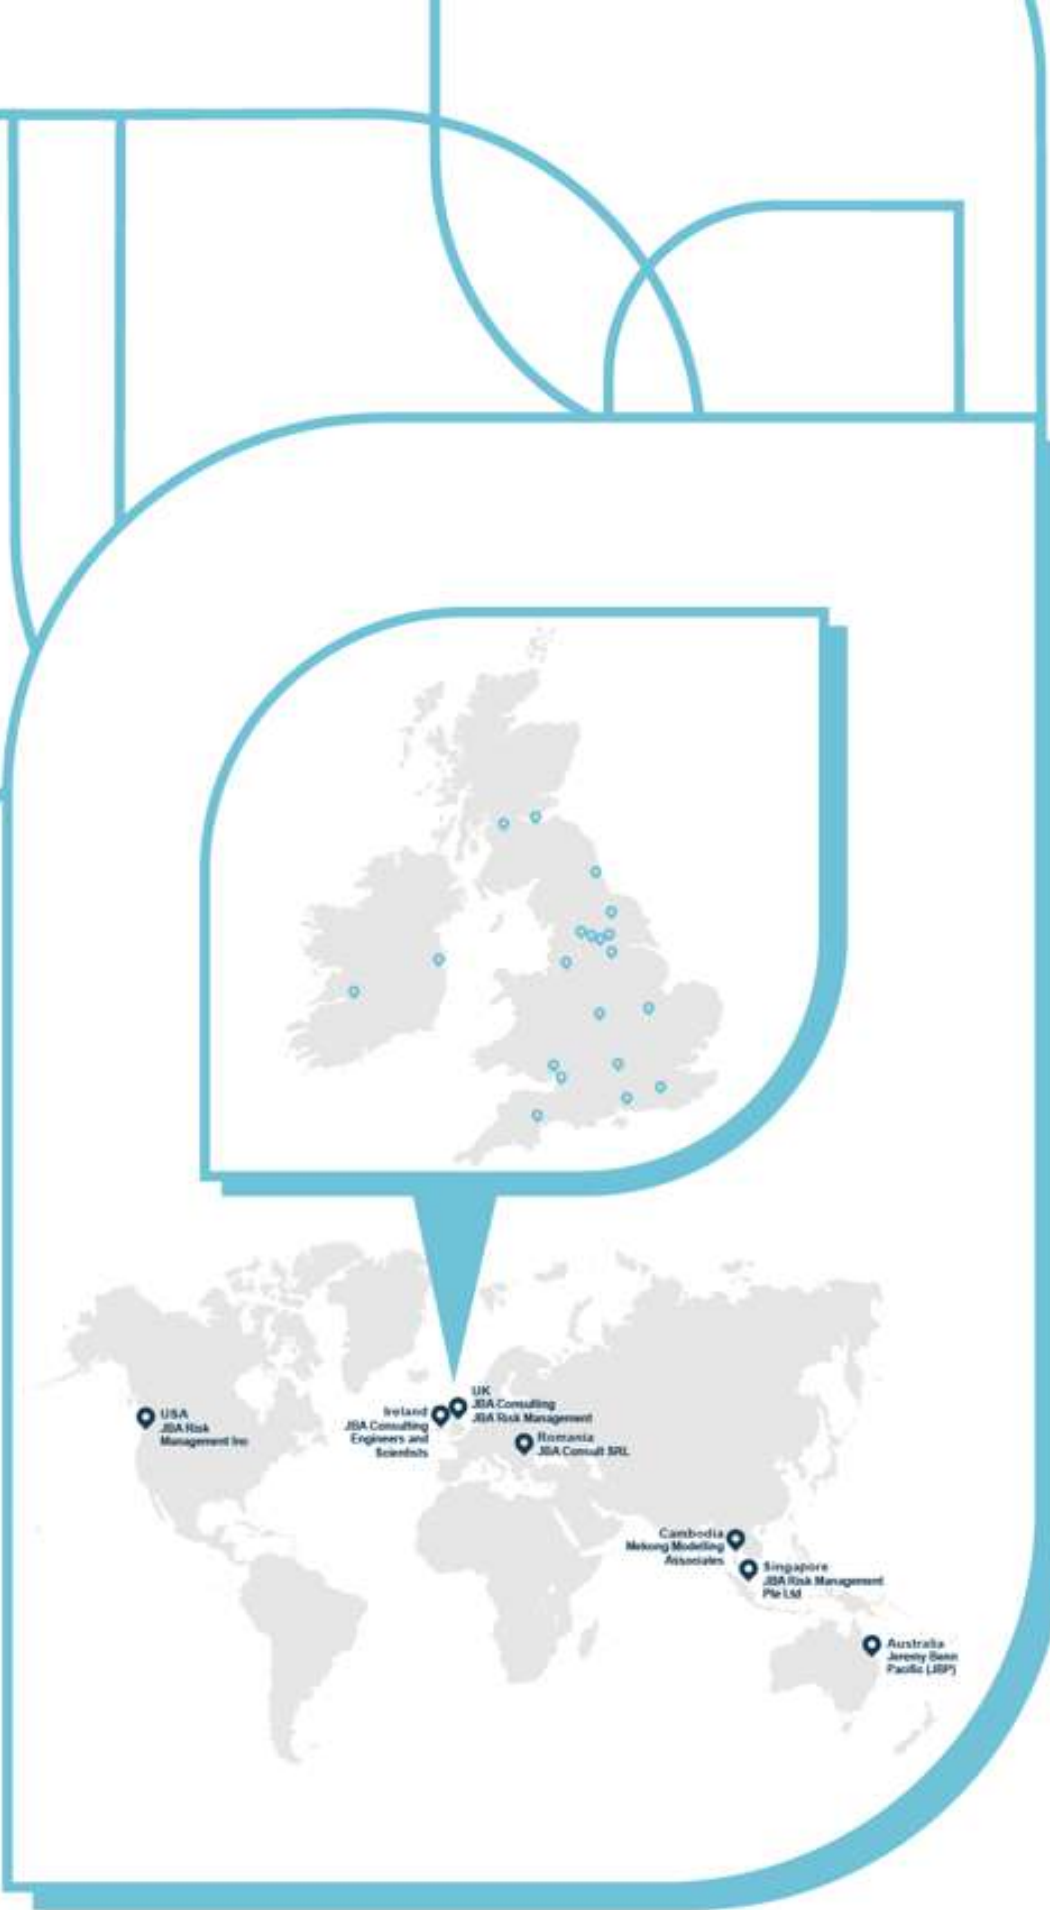 UK
JBA Consulting
JBA Risk Management
Ireland
JBA Consulting
Engineers and
Scientists
USA
JBA Risk
Management Inc
Romania
JBA Consult SRL
Cambodia
Mekong Modelling
Associates
Singapore
JBA Risk Management
Pte Ltd
Australia
Jeremy Benn
Pacific (JBP)